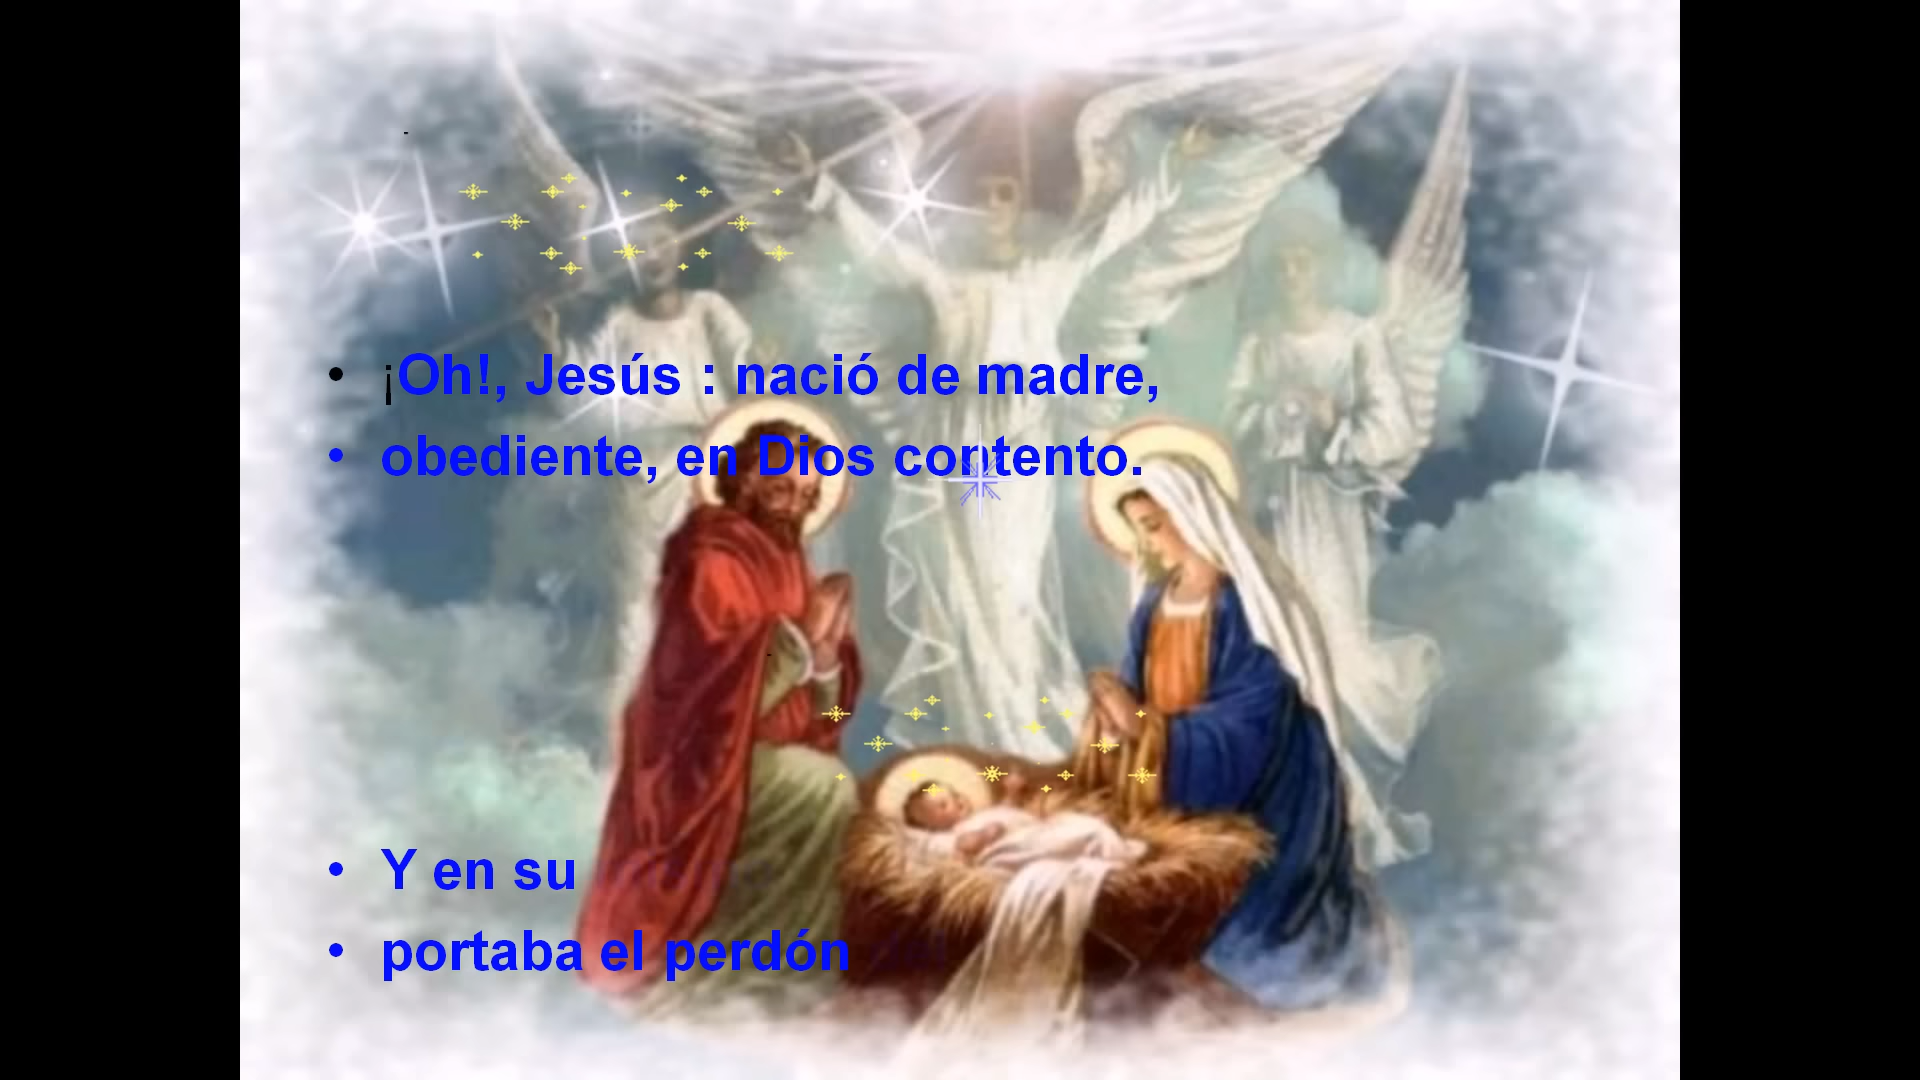 • ¡Oh!, Jesús : nació de madre,
• obediente, en Dios contento.
• Y en su
• portaba el perdón